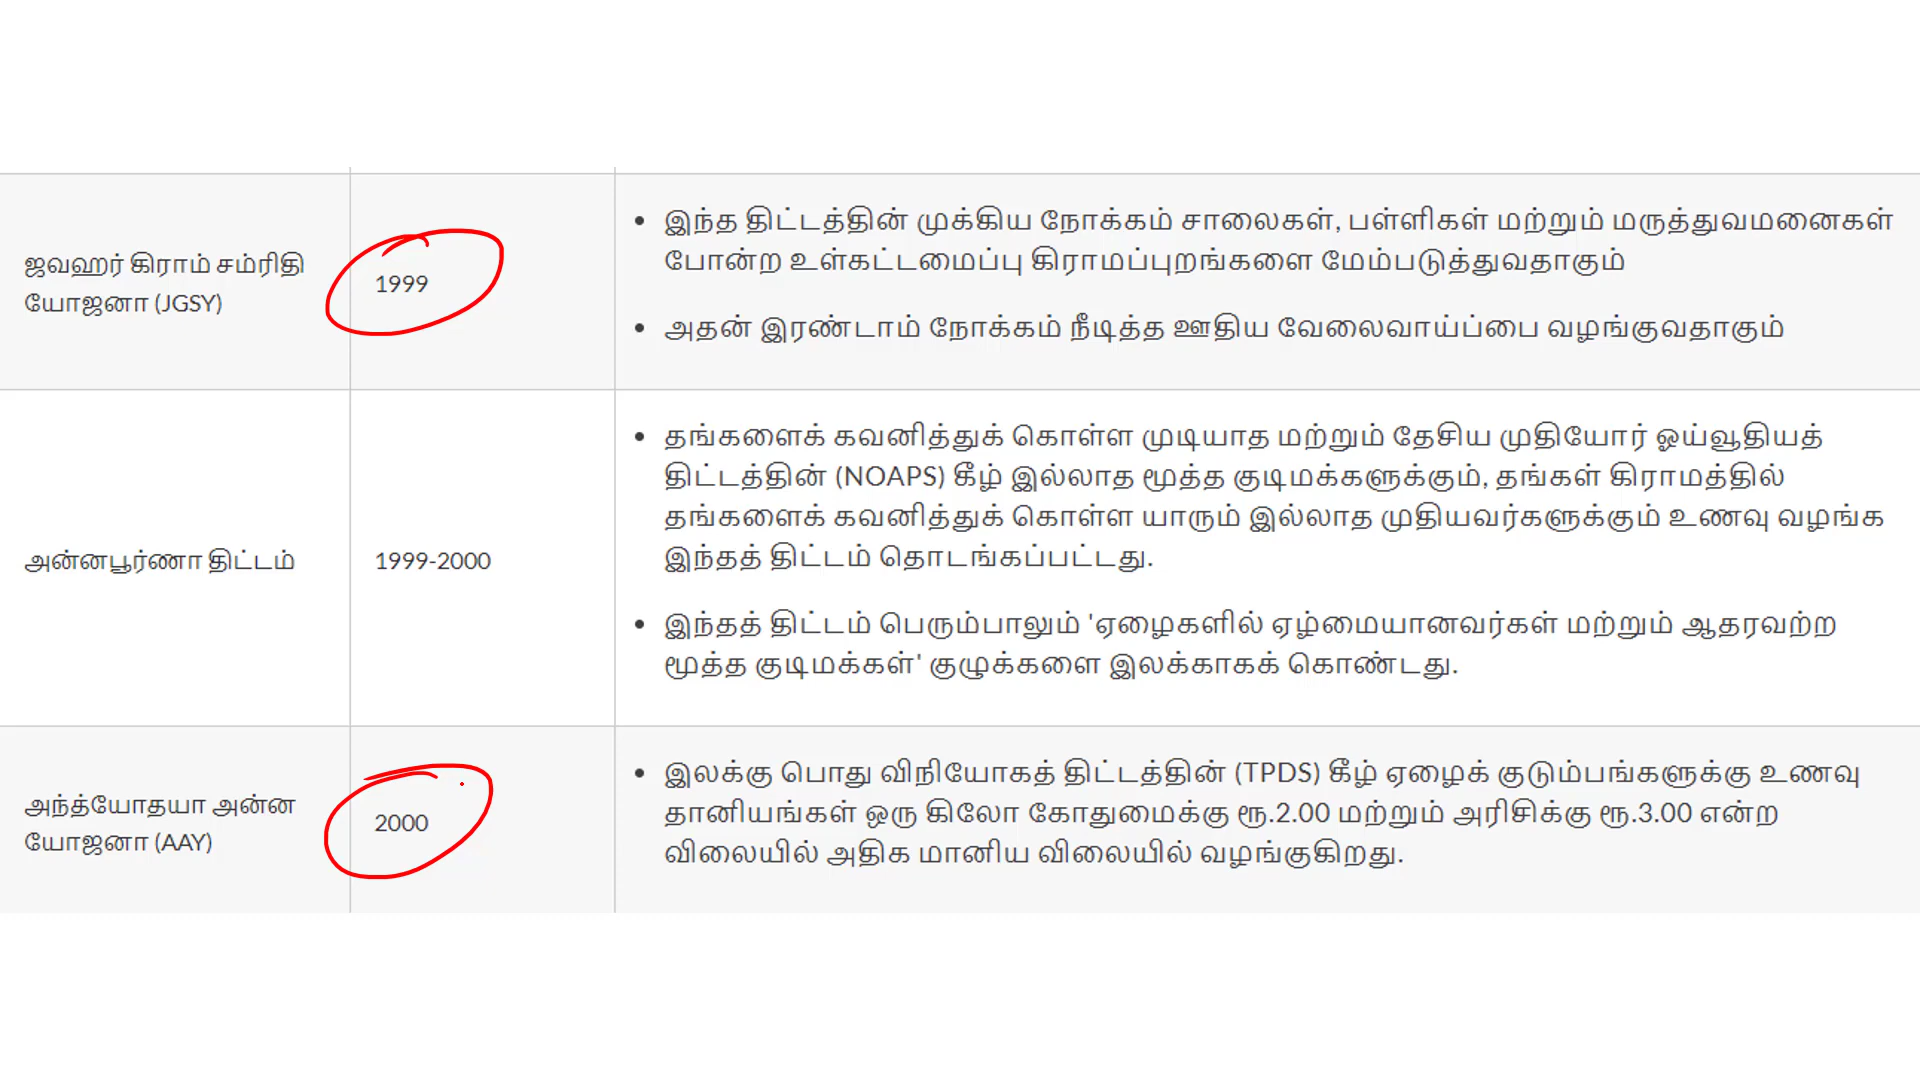 ஜவஹர் கிராம் சம்ரிதி
யோஜனா (JGSY)
1999
• இந்த திட்டத்தின் முக்கிய நோக்கம் சாலைகள், பள்ளிகள் மற்றும் மருத்துவமனைகள்
போன்ற உள்கட்டமைப்பு கிராமப்புறங்களை மேம்படுத்துவதாகும்
• அதன் இரண்டாம் நோக்கம் நீடித்த ஊதிய வேலைவாய்ப்பை வழங்குவதாகும்
அன்னபூர்ணா திட்டம்
1999-2000
• தங்களைக் கவனித்துக் கொள்ள முடியாத மற்றும் தேசிய முதியோர் ஓய்வூதியத்
திட்டத்தின் (NOAPS) கீழ் இல்லாத மூத்த குடிமக்களுக்கும், தங்கள் கிராமத்தில்
தங்களைக் கவனித்துக் கொள்ள யாரும் இல்லாத முதியவர்களுக்கும் உணவு வழங்க
இந்தத் திட்டம் தொடங்கப்பட்டது.
• இந்தத் திட்டம் பெரும்பாலும் 'ஏழைகளில் ஏழ்மையானவர்கள் மற்றும் ஆதரவற்ற
மூத்த குடிமக்கள்' குழுக்களை இலக்காகக் கொண்டது.
அந்த்யோதயா அன்ன
யோஜனா (AAY)
2000
• இலக்கு பொது விநியோகத் திட்டத்தின் (TPDS) கீழ் ஏழைக் குடும்பங்களுக்கு உணவு
தானியங்கள் ஒரு கிலோ கோதுமைக்கு ரூ.2.00 மற்றும் அரிசிக்கு ரூ.3.00 என்ற
விலையில் அதிக மானிய விலையில் வழங்குகிறது.